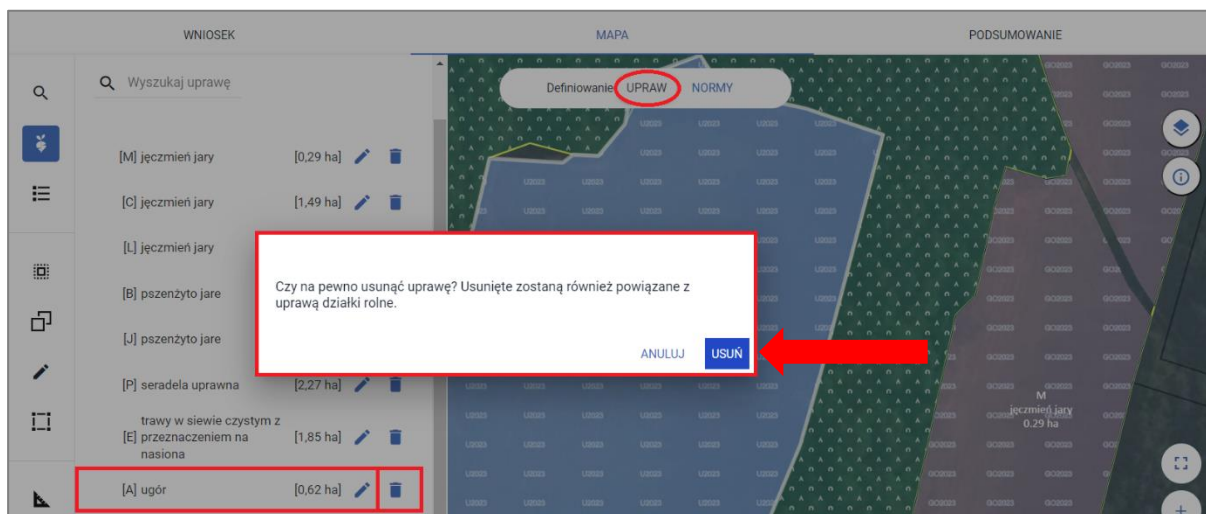 WNIOSEK
MAPA
PODSUMOWANIE
Wyszukaj uprawę
Definiowanie UPRAW NORMY
[M] jęczmień jary [0,29 ha]
[C] jęczmień jary [1,49 ha]
[L] jęczmień jary
[B] pszenżyto jare
[J] pszenżyto jare
[P] seradela uprawna [2,27 ha]
trawy w siewie czystym z
[E] przeznaczeniem na [1,85 ha]
nasiona
[A] ugór [0,62 ha]
Czy na pewno usunąć uprawę? Usunięte zostaną również powiązane z
uprawą działki rolne.
ANULUJ USUŃ
M
jęczmień jary
0.29 ha